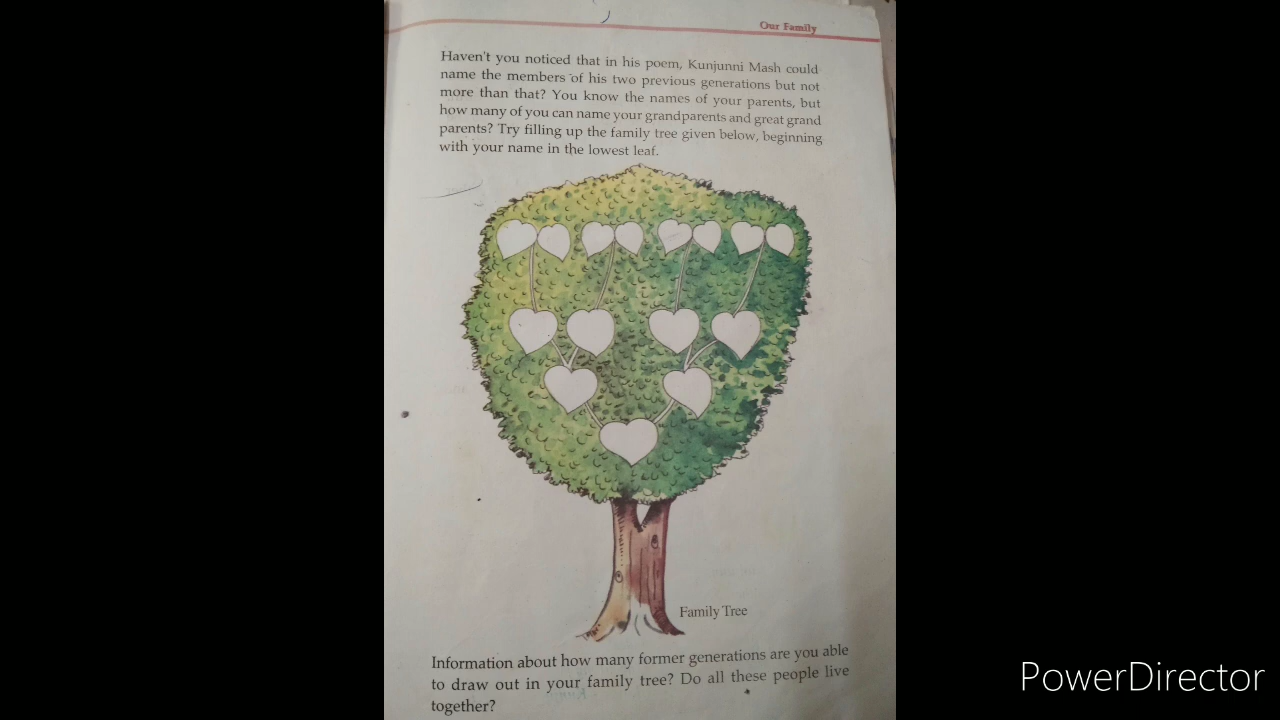 Our Family
Haven't you noticed that in his poem, Kunjunni Mash could
name the members of his two previous generations but not
more than that? You know the names of your parents, but
how many of you can name your grandparents and great grand
parents? Try filling up the family tree given below, beginning
with your name in the lowest leaf.
Family Tree
Information about how many former generations are you able
to draw out in your family tree? Do all these people live
together?
PowerDirector